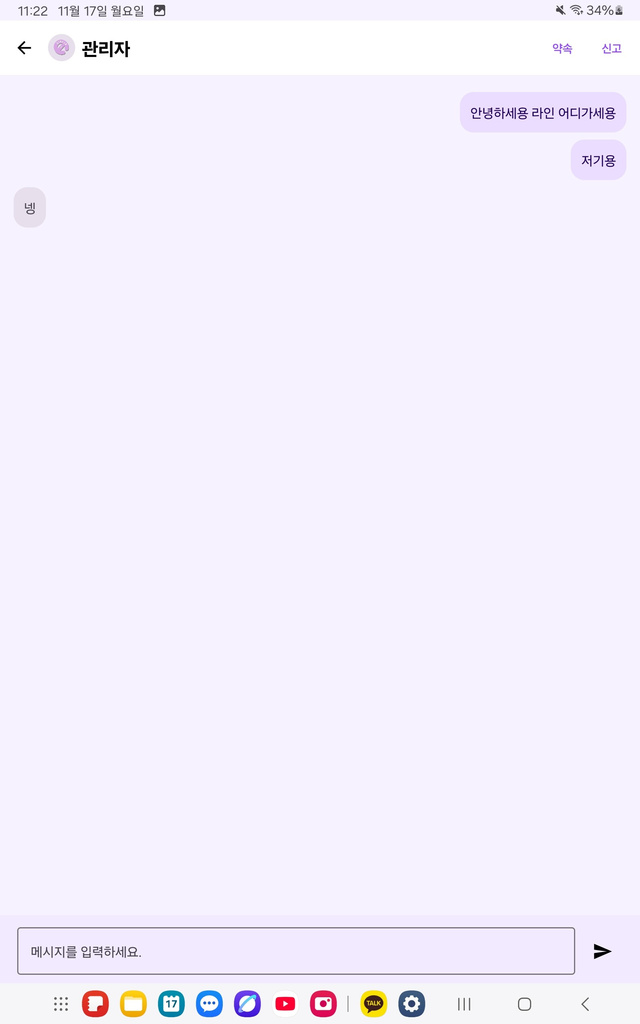 11:22 11월 17일 월요일 34%
관리자 약속 신고
안녕하세용 라인 어디가세용
저기용
넹
메시지를 입력하세요.
17 TALK